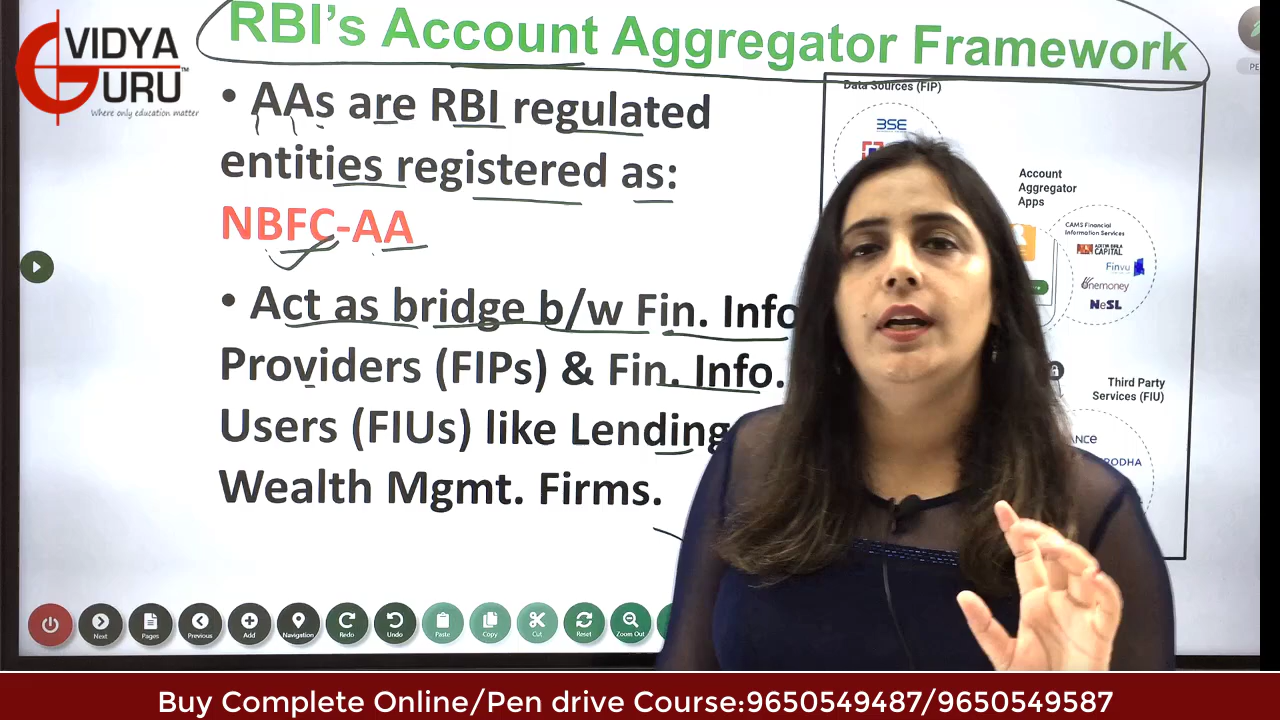 VIDYA
GURU™
Where only education matter
RBI's Account Aggregator Framework
• AAs are RBI regulated
entities registered as:
NBFC-AA
• Act as bridge b/w Fin. Info
Providers (FIPs) & Fin. Info.
Users (FIUs) like Lending
Wealth Mgmt. Firms.
Data Sources (FIP)
BSE
Account
Aggregator
Apps
CAMS Financial
Information Services
ADITYA BIRLA
CAPITAL
Finvu
onemoney
NeSL
Third Party
Services (FIU)
Next
Pages
Previous
Add
Navigation
Redo
Undo
Paste
Copy
Cut
Reset
Zoom Out
Buy Complete Online/Pen drive Course:9650549487/9650549587